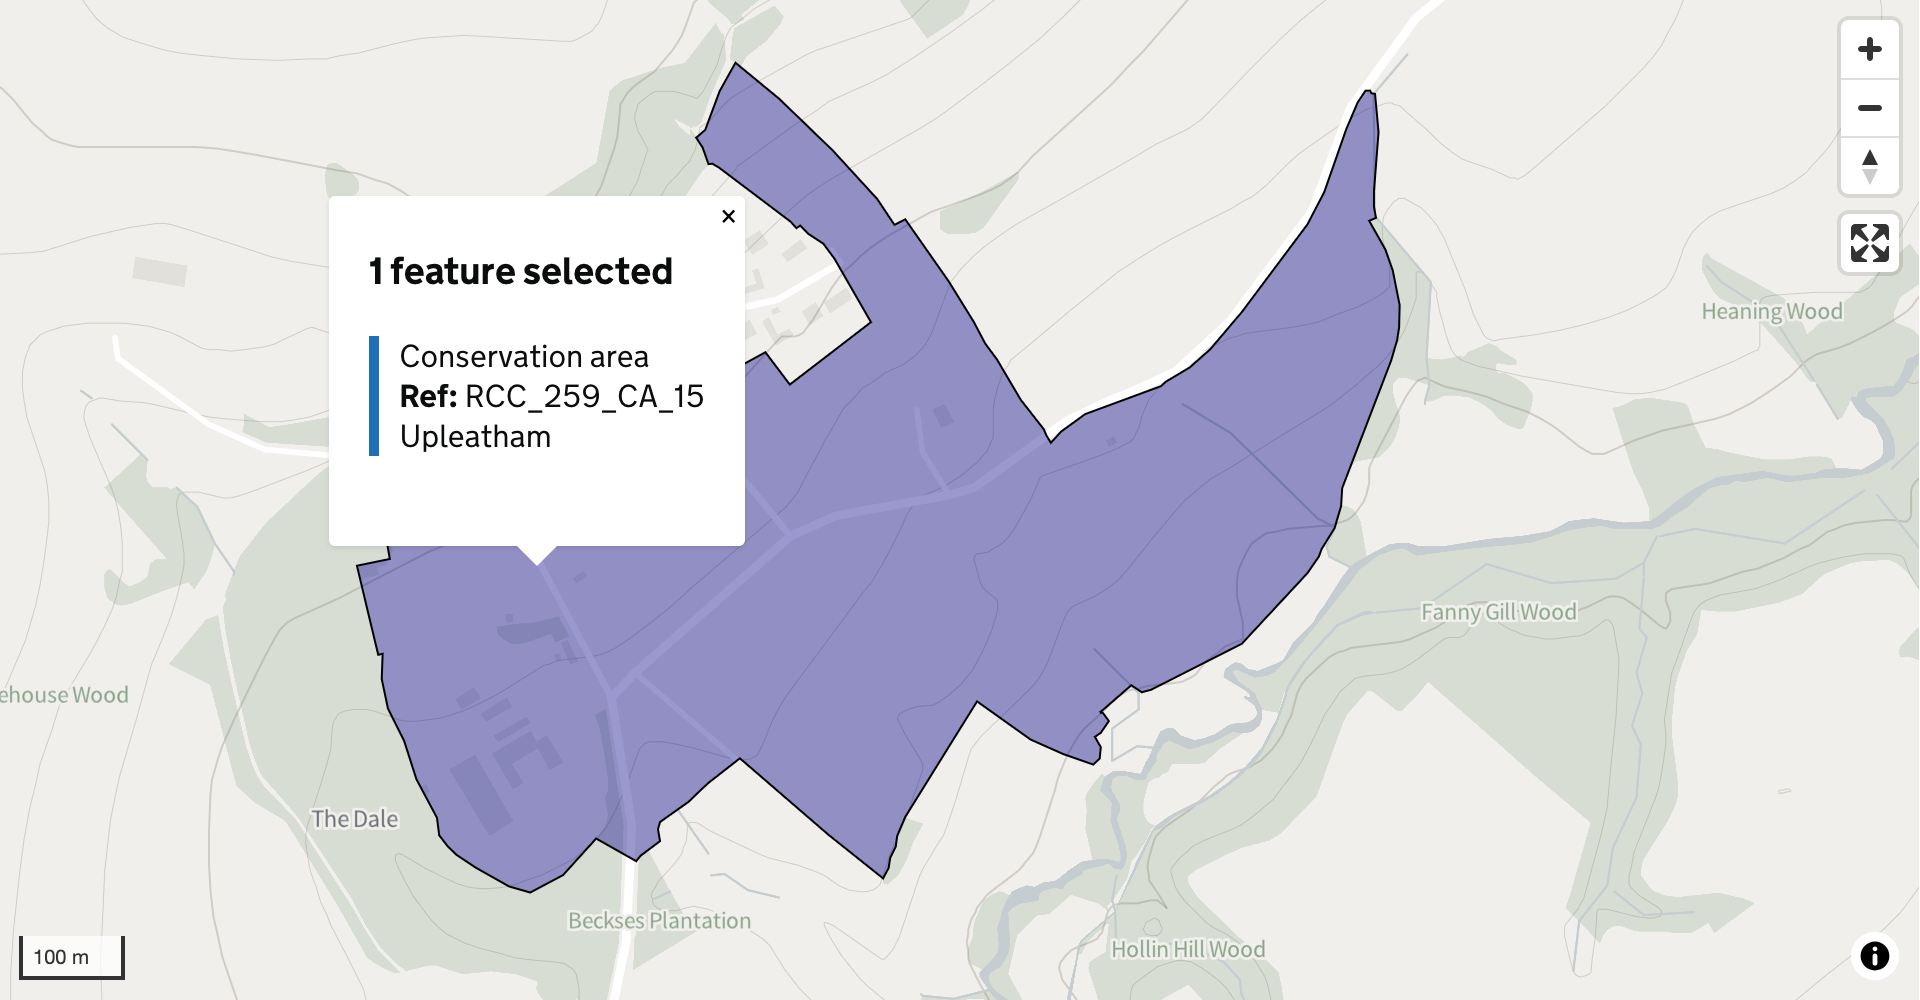 1 feature selected
Conservation area
Ref: RCC_259_CA_15
Upleatham
Heaning Wood
Fanny Gill Wood
ehouse Wood
The Dale
Beckses Plantation
Hollin Hill Wood
100 m